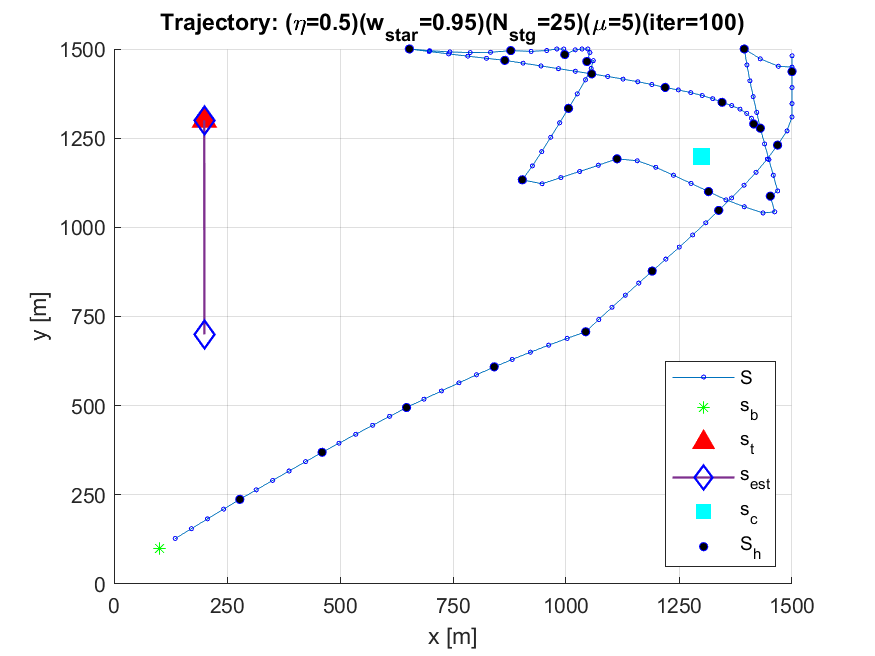 Trajectory: (η=0.5)(w_star=0.95)(N_stg=25)(μ=5)(iter=100)
1500
1250
1000
750
500
250
0
y [m]
0 250 500 750 1000 1250 1500
x [m]
S
s_b
s_t
s_est
s_c
S_h